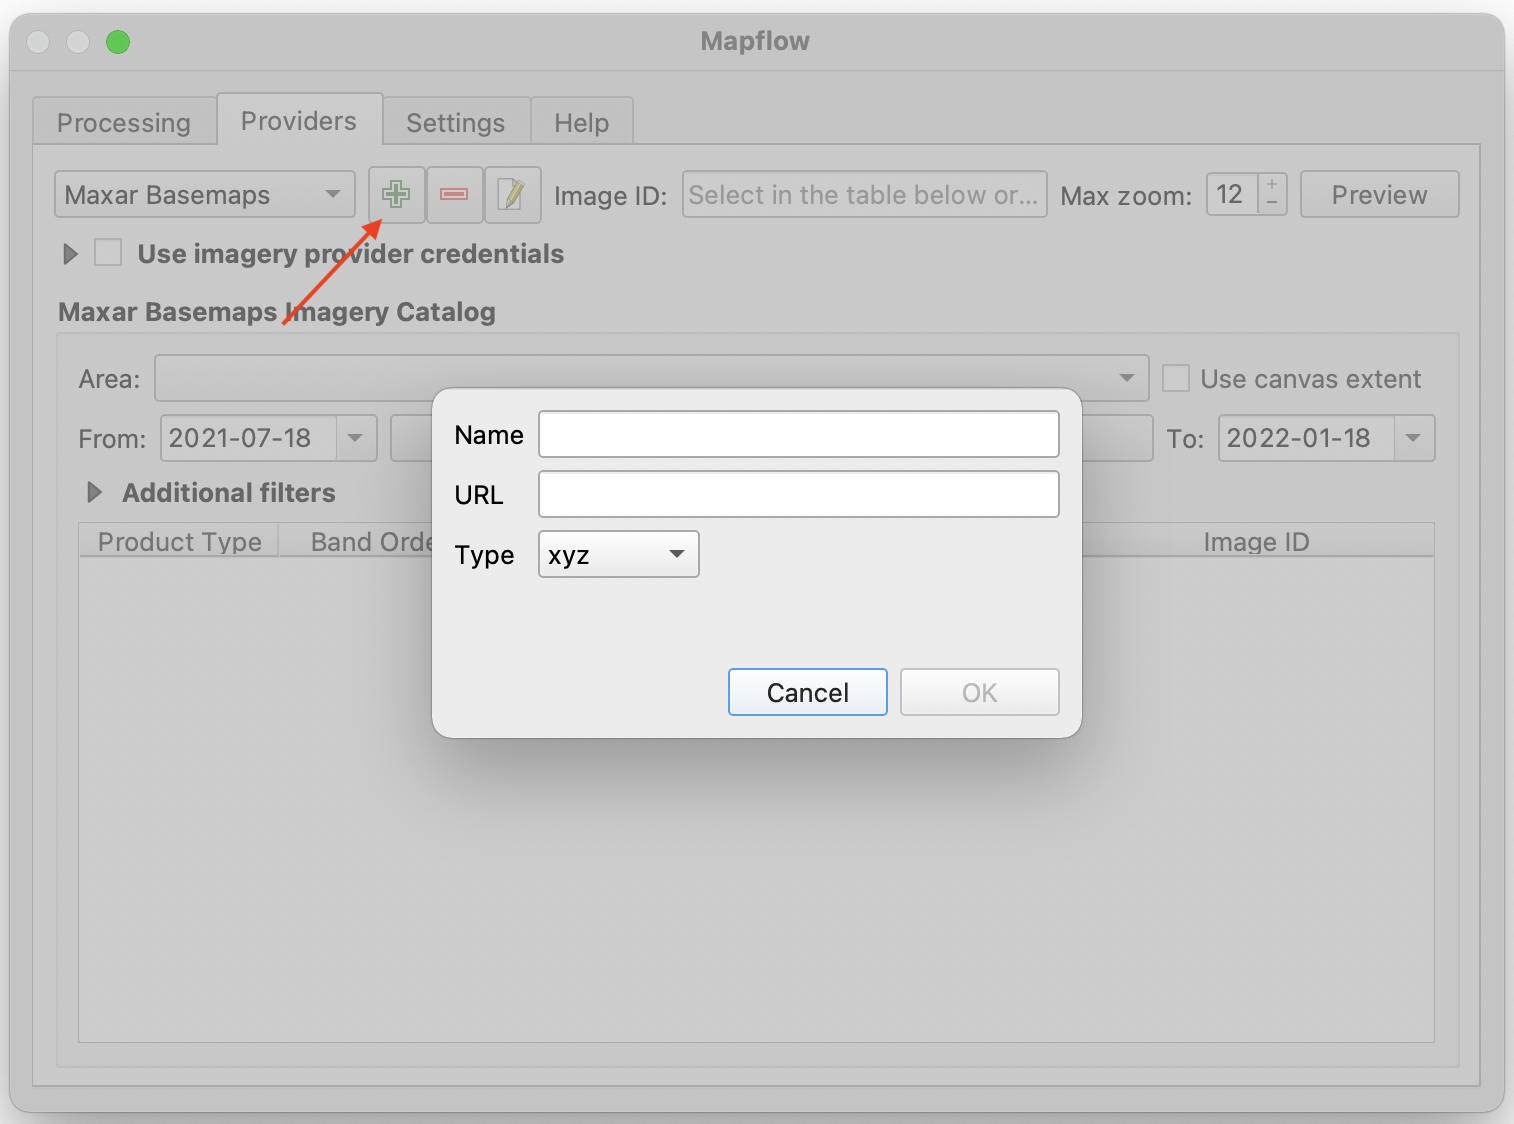 Mapflow
Processing Providers Settings Help
Maxar Basemaps Image ID: Select in the table below or... Max zoom: 12 Preview
Use imagery provider credentials
Maxar Basemaps Imagery Catalog
Area: Use canvas extent
From: 2021-07-18 To: 2022-01-18
Additional filters
Product Type Band Orde Image ID
Name
URL
Type xyz
Cancel OK